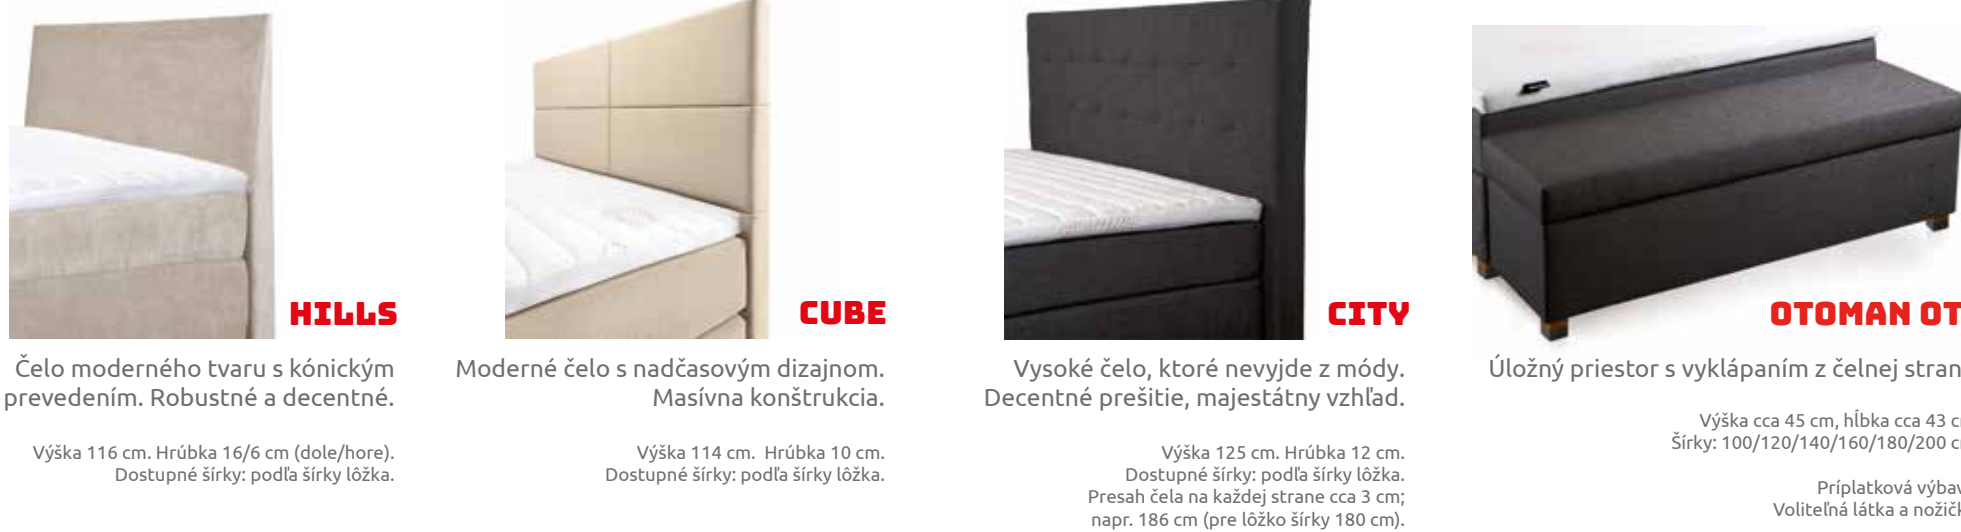 HILLS
Čelo moderného tvaru s kónickým
prevedením. Robustné a decentné.
Výška 116 cm. Hrúbka 16/6 cm (dole/hore).
Dostupné šírky: podľa šírky lôžka.
CUBE
Moderné čelo s nadčasovým dizajnom.
Masívna konštrukcia.
Výška 114 cm. Hrúbka 10 cm.
Dostupné šírky: podľa šírky lôžka.
CITY
Vysoké čelo, ktoré nevyjde z módy.
Decentné prešitie, majestátny vzhľad.
Výška 125 cm. Hrúbka 12 cm.
Dostupné šírky: podľa šírky lôžka.
Presah čela na každej strane cca 3 cm;
napr. 186 cm (pre lôžko šírky 180 cm).
OTOMAN OT
Úložný priestor s vyklápaním z čelnej stran
Výška cca 45 cm, hĺbka cca 43 c
Šírky: 100/120/140/160/180/200 c
Príplatková výbav
Voliteľná látka a nožičk